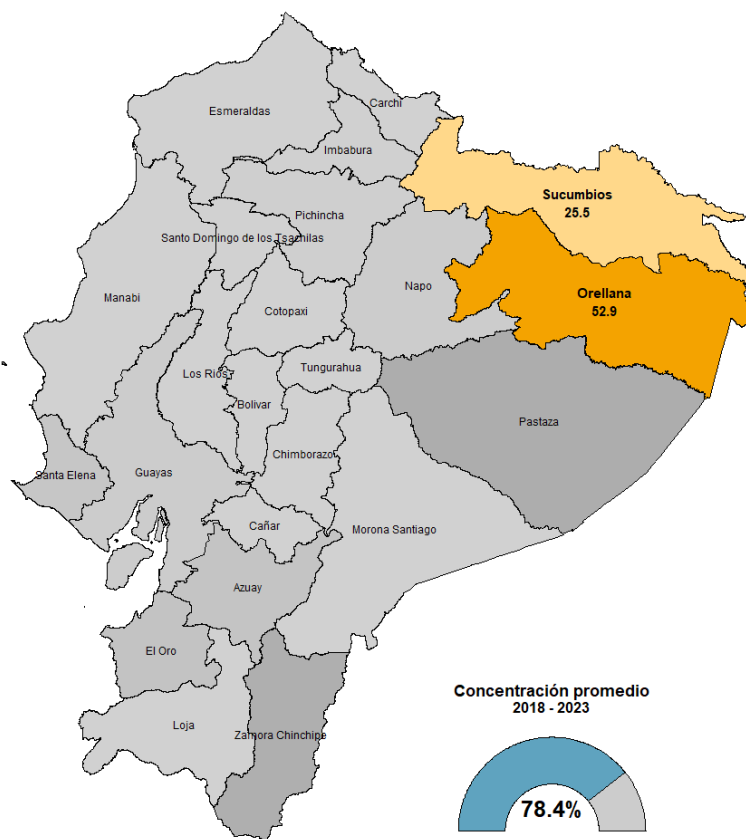 Carchi
Esmeraldas
Imbabura
Sucumbios
25.5
Pichincha
Santo Domingo de los Tsachilas
Napo
Orellana
52.9
Manabi
Cotopaxi
Los Rios
Tungurahua
Bolivar
Pastaza
Chimborazo
Santa Elena
Guayas
Cañar
Morona Santiago
Azuay
El Oro
Loja
Zamora Chinchipe
Concentración promedio
2018 - 2023
78.4%